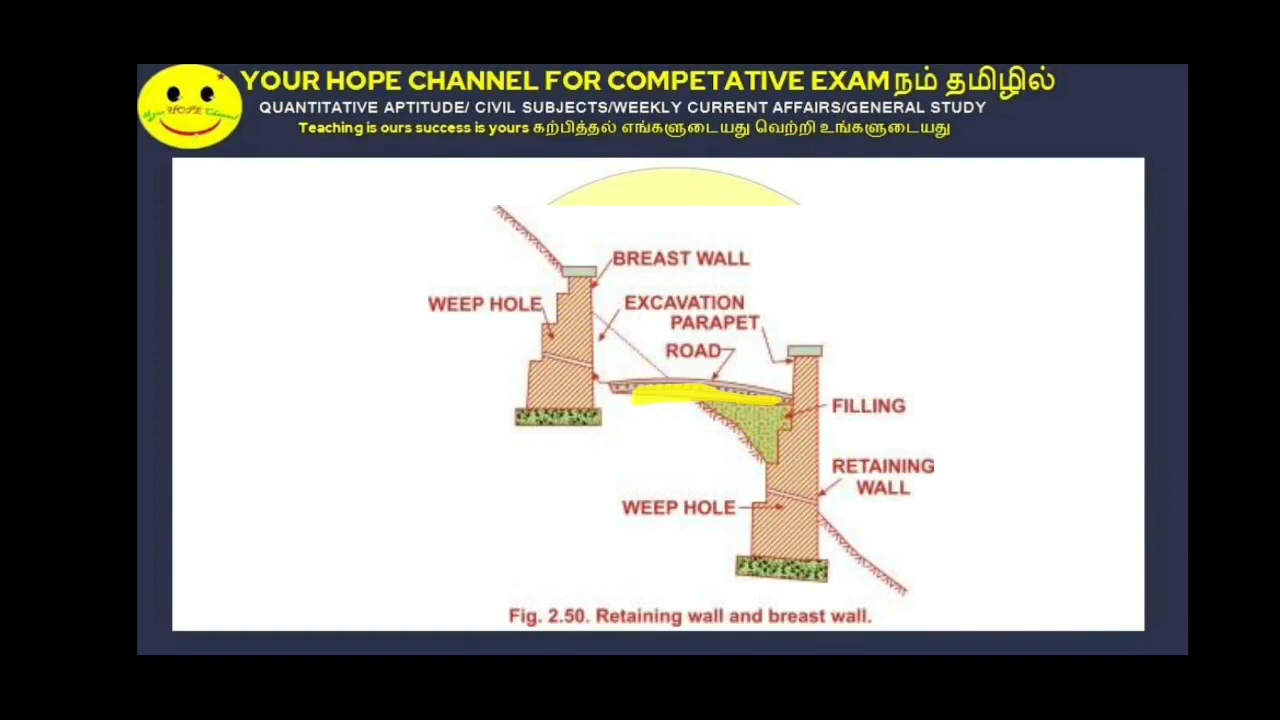 YOUR HOPE CHANNEL FOR COMPETATIVE EXAM நம் தமிழில்
QUANTITATIVE APTITUDE/ CIVIL SUBJECTS/WEEKLY CURRENT AFFAIRS/GENERAL STUDY
Teaching is ours success is yours கற்பித்தல் எங்களுடையது வெற்றி உங்களுடையது
HOPE Channel
BREAST WALL
WEEP HOLE
EXCAVATION
PARAPET
ROAD
FILLING
RETAINING
WALL
WEEP HOLE
Fig. 2.50. Retaining wall and breast wall.